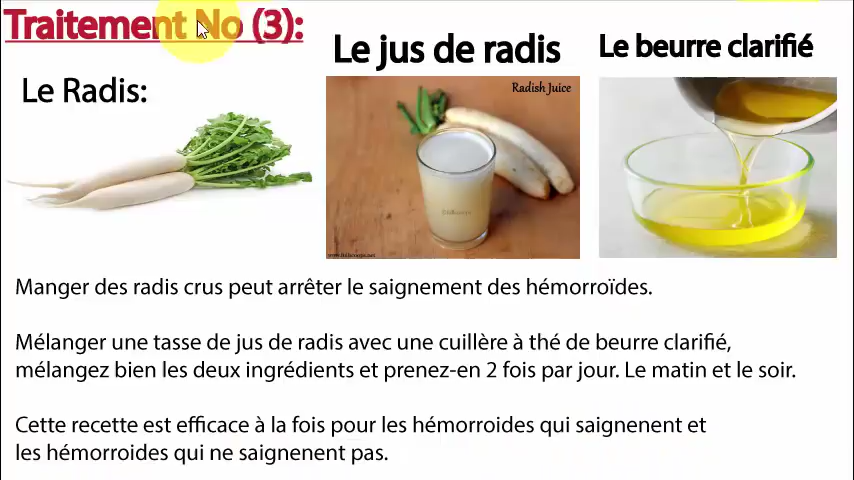 Traitement No (3):
Le jus de radis
Le beurre clarifié
Le Radis:
Radish Juice
Manger des radis crus peut arrêter le saignement des hémorroïdes.
Mélanger une tasse de jus de radis avec une cuillère à thé de beurre clarifié,
mélangez bien les deux ingrédients et prenez-en 2 fois par jour. Le matin et le soir.
Cette recette est efficace à la fois pour les hémorroides qui saignenent et
les hémorroides qui ne saignenent pas.